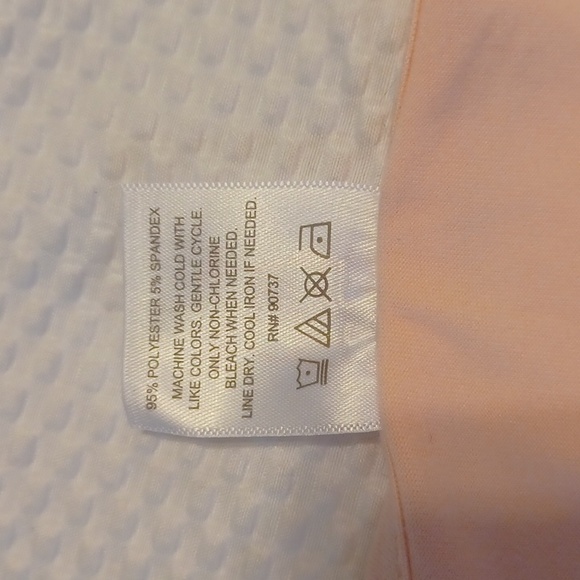 95% POLYESTER 5% SPANDEX
MACHINE WASH COLD WITH
LIKE COLORS. GENTLE CYCLE.
ONLY NON-CHLORINE
BLEACH WHEN NEEDED.
LINE DRY. COOL IRON IF NEEDED.
RN# 90737